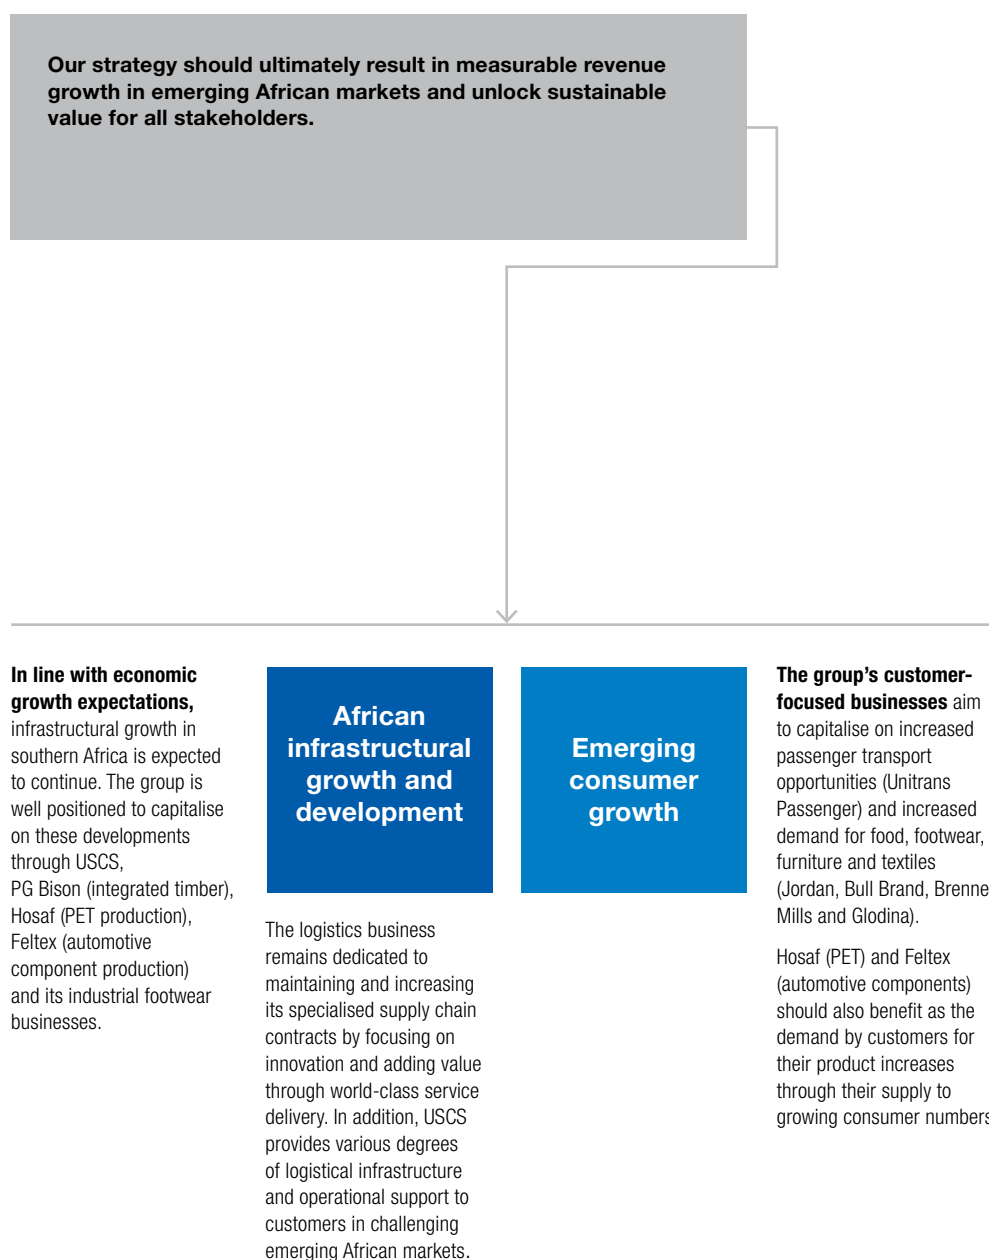 Our strategy should ultimately result in measurable revenue
growth in emerging African markets and unlock sustainable
value for all stakeholders.
In line with economic
growth expectations,
infrastructural growth in
southern Africa is expected
to continue. The group is
well positioned to capitalise
on these developments
through USCS,
PG Bison (integrated timber),
Hosaf (PET production),
Feltex (automotive
component production)
and its industrial footwear
businesses.
African
infrastructural
growth and
development
The logistics business
remains dedicated to
maintaining and increasing
its specialised supply chain
contracts by focusing on
innovation and adding value
through world-class service
delivery. In addition, USCS
provides various degrees
of logistical infrastructure
and operational support to
customers in challenging
emerging African markets.
Emerging
consumer
growth
The group's customer-
focused businesses aim
to capitalise on increased
passenger transport
opportunities (Unitrans
Passenger) and increased
demand for food, footwear,
furniture and textiles
(Jordan, Bull Brand, Brenne
Mills and Glodina).
Hosaf (PET) and Feltex
(automotive components)
should also benefit as the
demand by customers for
their product increases
through their supply to
growing consumer numbers